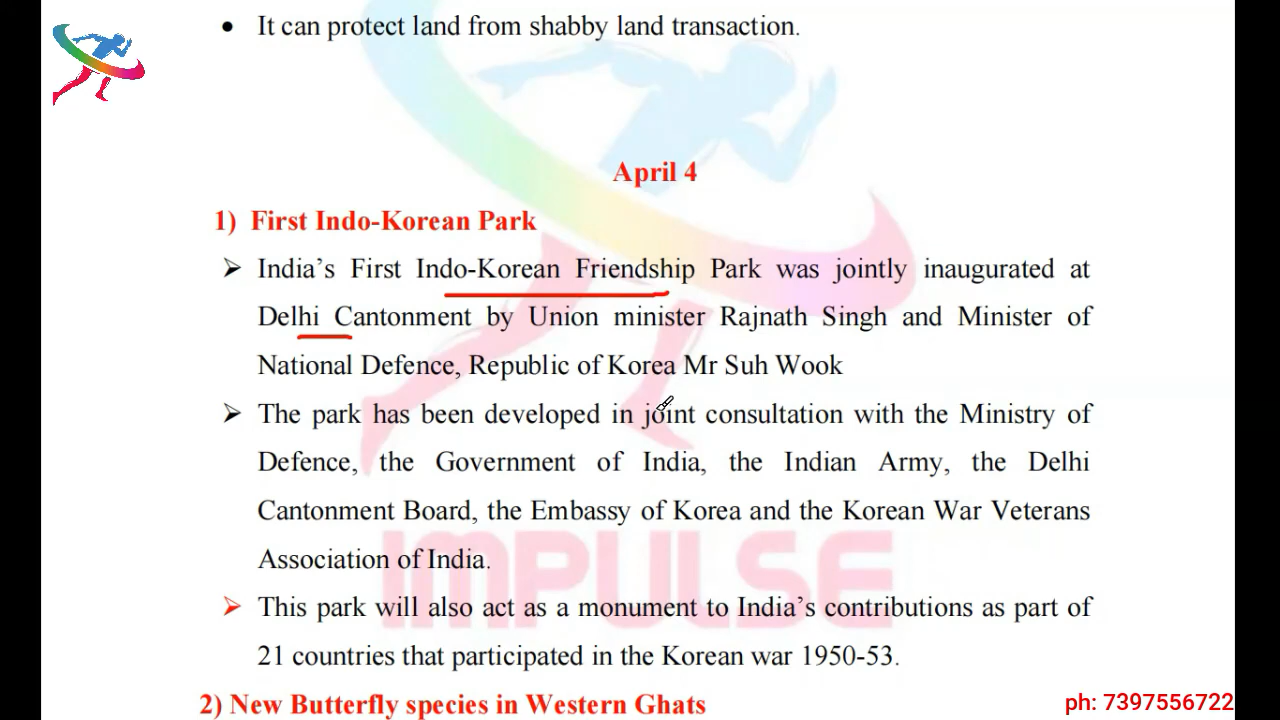 • It can protect land from shabby land transaction.
April 4
1) First Indo-Korean Park
➢ India's First Indo-Korean Friendship Park was jointly inaugurated at
Delhi Cantonment by Union minister Rajnath Singh and Minister of
National Defence, Republic of Korea Mr Suh Wook
➢ The park has been developed in joint consultation with the Ministry of
Defence, the Government of India, the Indian Army, the Delhi
Cantonment Board, the Embassy of Korea and the Korean War Veterans
Association of India.
IMPULSE
➢ This park will also act as a monument to India's contributions as part of
21 countries that participated in the Korean war 1950-53.
2) New Butterfly species in Western Ghats
ph: 7397556722